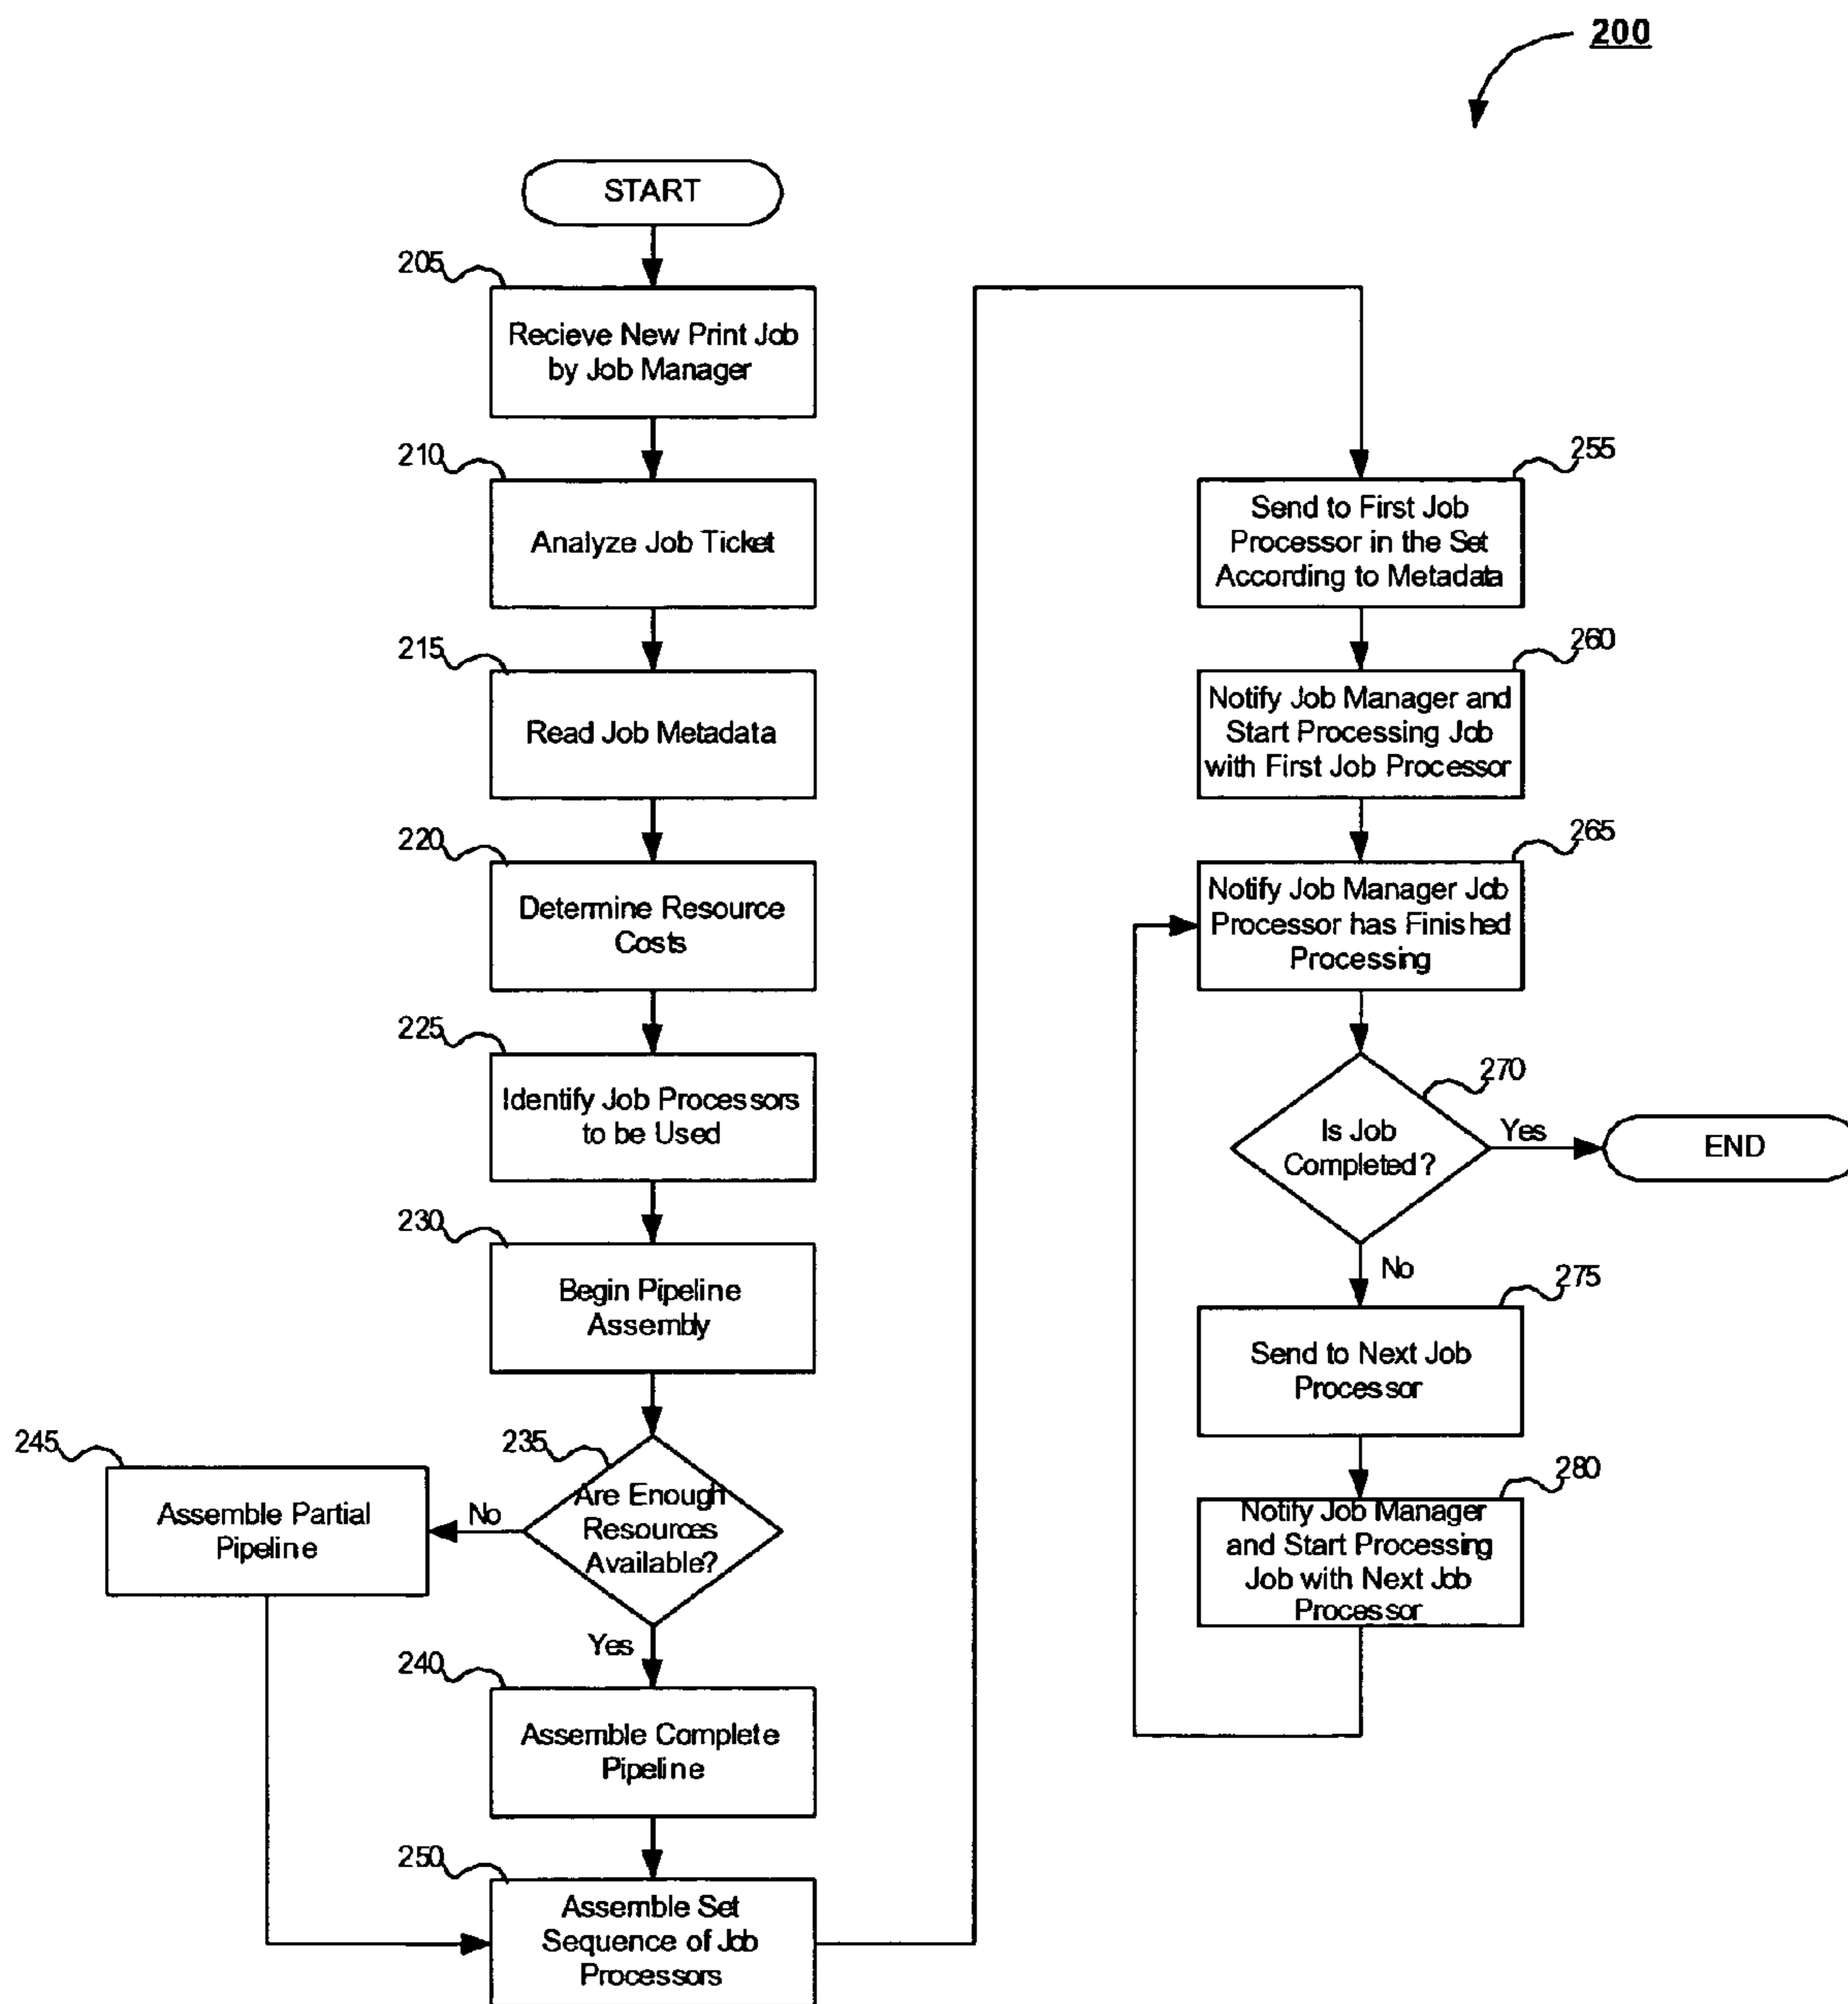 200
START
205
Recieve New Print Job
by Job Manager
210
Analyze Job Ticket
215
Read Job Metadata
220
Determine Resource
Costs
225
Identify Job Processors
to be Used
230
Begin Pipeline
Assembly
235
Are Enough
Resources
Available?
No
245
Assemble Partial
Pipeline
Yes
240
Assemble Complete
Pipeline
250
Assemble Set
Sequence of Job
Processors
255
Send to First Job
Processor in the Set
According to Metadata
260
Notify Job Manager and
Start Processing Job
with First Job Processor
265
Notify Job Manager Job
Processor has Finished
Processing
270
Is Job
Completed?
Yes
END
No
275
Send to Next Job
Processor
280
Notify Job Manager
and Start Processing
Job with Next Job
Processor